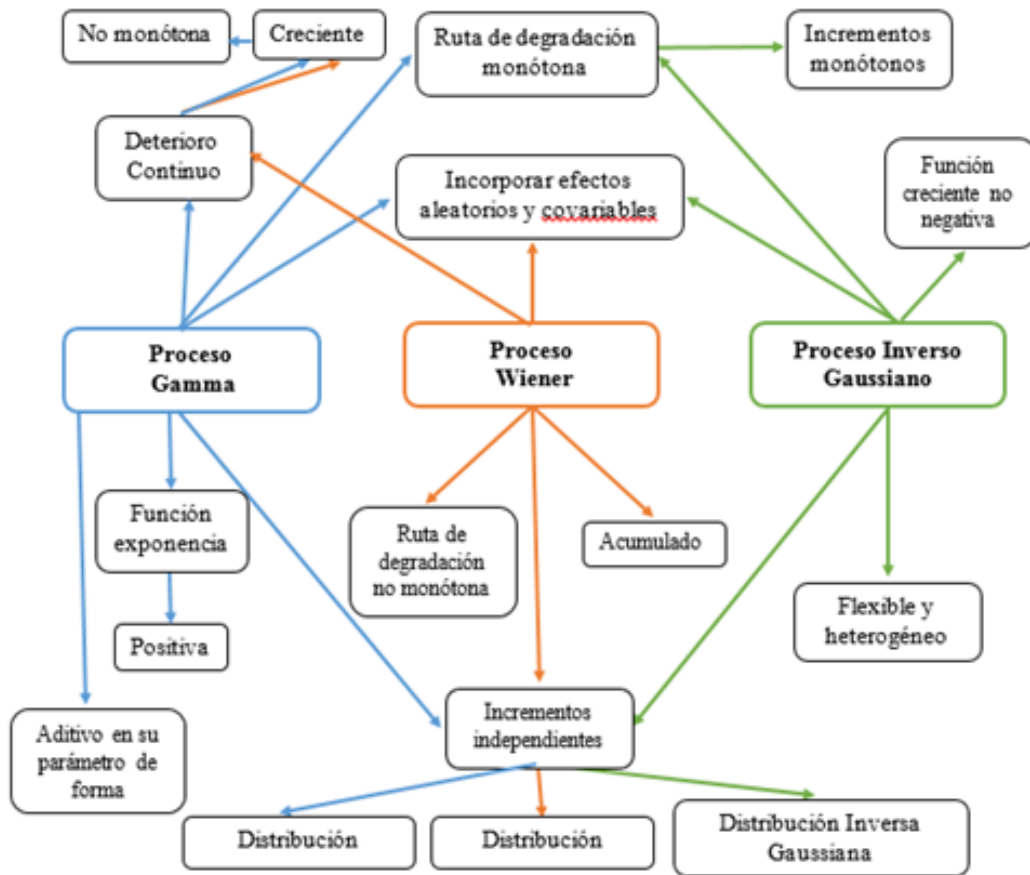 No monótona
Creciente
Ruta de degradación
monótona
Incrementos
monótonos
Deterioro
Continuo
Incorporar efectos
aleatorios y covariables
Función
creciente no
negativa
Proceso
Gamma
Proceso
Wiener
Proceso Inverso
Gaussiano
Función
exponencia
Ruta de
degradación
no monótona
Acumulado
Flexible y
heterogéneo
Positiva
Aditivo en su
parámetro de
forma
Incrementos
independientes
Distribución
Distribución
Distribución Inversa
Gaussiana